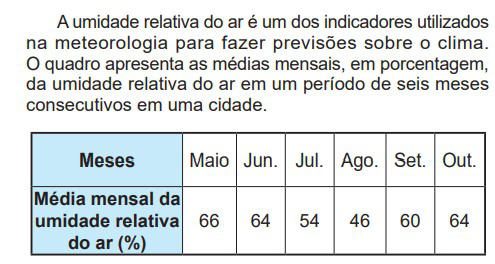 A umidade relativa do ar é um dos indicadores utilizados
na meteorologia para fazer previsões sobre o clima.
O quadro apresenta as médias mensais, em porcentagem,
da umidade relativa do ar em um período de seis meses
consecutivos em uma cidade.
Meses Maio Jun. Jul. Ago. Set. Out.
Média mensal da
umidade relativa 66 64 54 46 60 64
do ar (%)